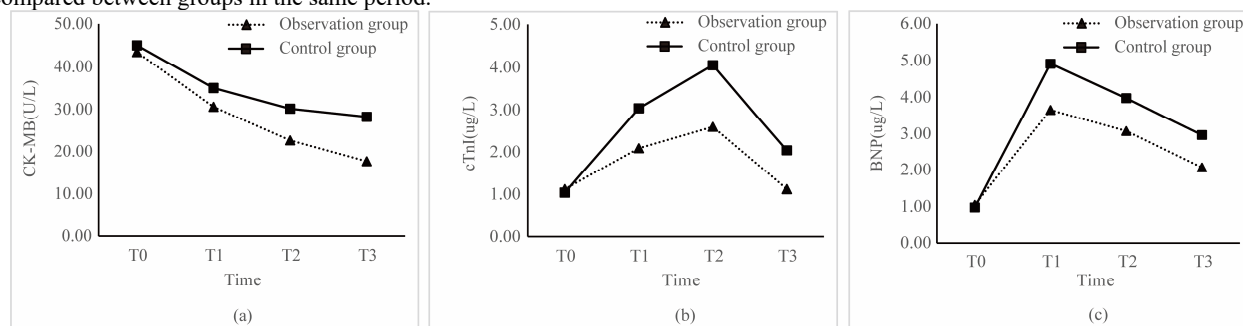 compared between groups in the same period.
50.00
40.00
30.00
20.00
10.00
0.00
CK-MB(U/L)
Observation group
Control group
T0 T1 T2 T3
Time
(a)
5.00
4.00
3.00
2.00
1.00
0.00
cTnI(ug/L)
Observation group
Control group
T0 T1 T2 T3
Time
(b)
6.00
5.00
4.00
3.00
2.00
1.00
0.00
BNP(ug/L)
Observation group
Control group
T0 T1 T2 T3
Time
(c)